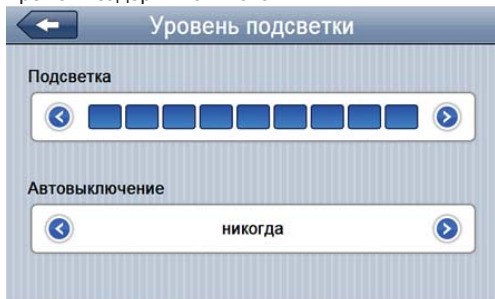 Уровень подсветки
Подсветка
Автовыключение
никогда